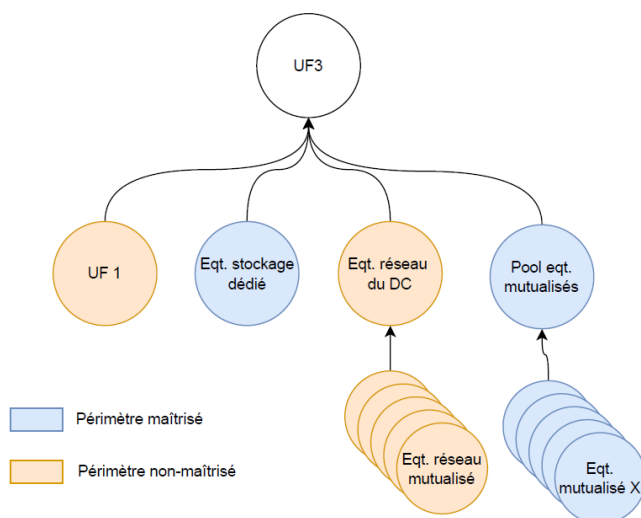 UF3
UF 1
Eqt. stockage
dédié
Eqt. réseau
du DC
Pool eqt.
mutualisés
Eqt. réseau
mutualisé
Eqt.
mutualisé X
Périmètre maîtrisé
Périmètre non-maîtrisé